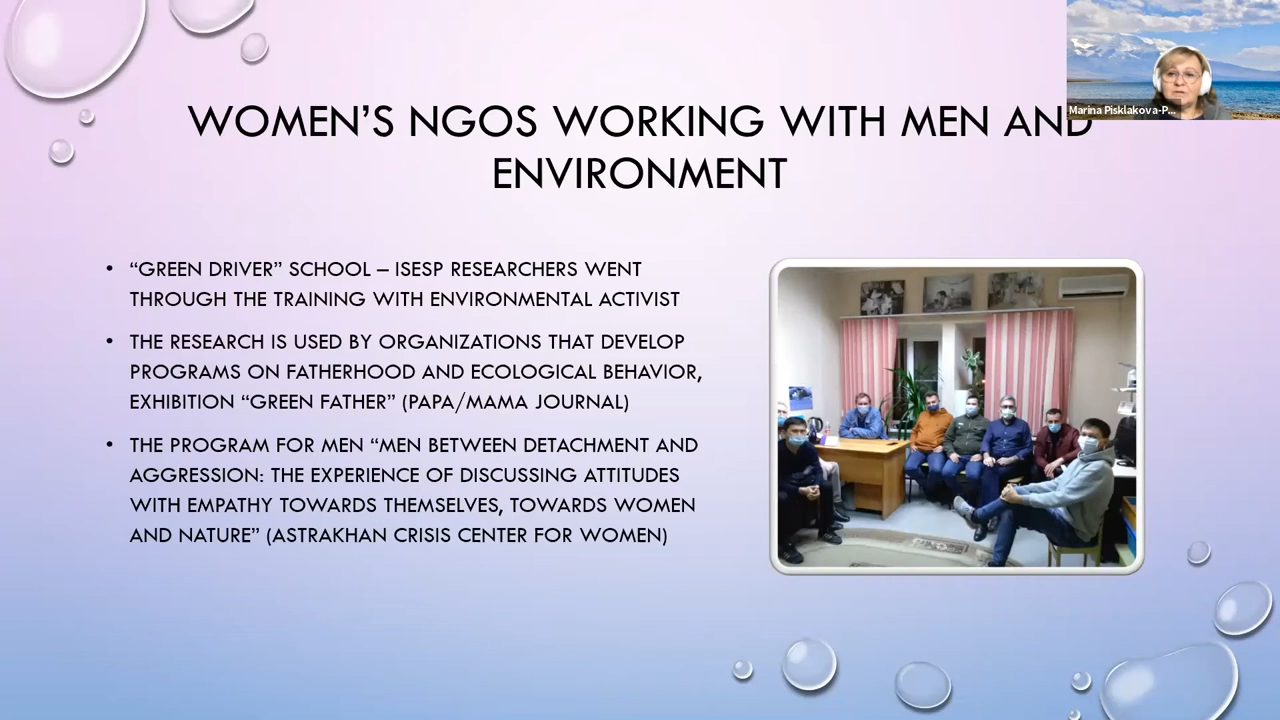 WOMEN'S NGOS WORKING WITH MEN AND
ENVIRONMENT
Marina Pisklakova-P...
• "GREEN DRIVER" SCHOOL – ISESP RESEARCHERS WENT
THROUGH THE TRAINING WITH ENVIRONMENTAL ACTIVIST
• THE RESEARCH IS USED BY ORGANIZATIONS THAT DEVELOP
PROGRAMS ON FATHERHOOD AND ECOLOGICAL BEHAVIOR,
EXHIBITION "GREEN FATHER" (PAPA/MAMA JOURNAL)
• THE PROGRAM FOR MEN "MEN BETWEEN DETACHMENT AND
AGGRESSION: THE EXPERIENCE OF DISCUSSING ATTITUDES
WITH EMPATHY TOWARDS THEMSELVES, TOWARDS WOMEN
AND NATURE" (ASTRAKHAN CRISIS CENTER FOR WOMEN)